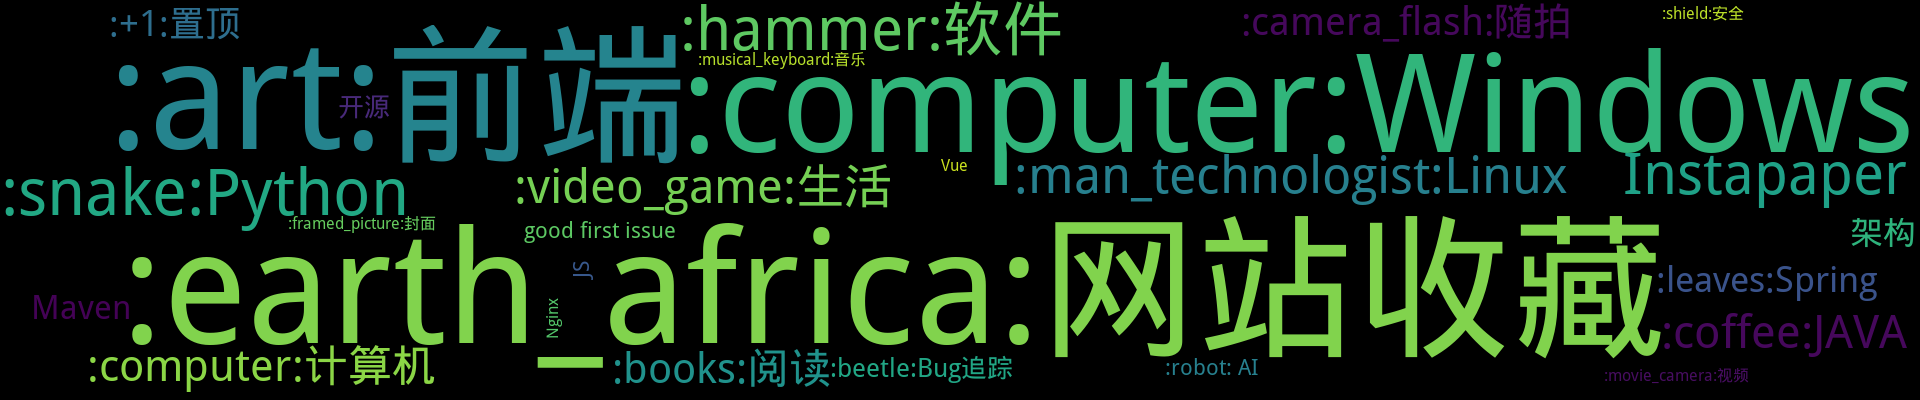 :+1:置顶
:hammer:软件
:camera_flash:随拍
:shield:安全
:art:前端
:musical_keyboard:音乐
:computer:Windows
开源
:snake:Python
:video_game:生活
Vue
:man_technologist:Linux
Instapaper
:framed_picture:封面
good first issue
架构
:earth_africa:网站收藏
JS
Nginx
Maven
:leaves:Spring
:coffee:JAVA
:computer:计算机
:books:阅读
:beetle:Bug追踪
:robot: AI
:movie_camera:视频